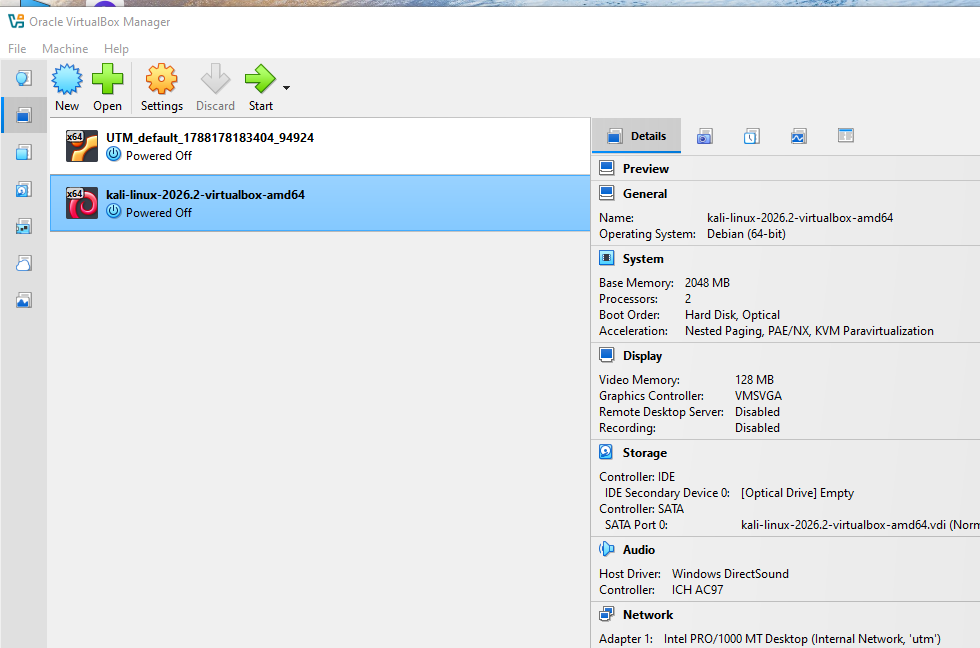 Oracle VirtualBox Manager
File Machine Help
New Open Settings Discard Start
x64 UTM_default_1788178183404_94924
Powered Off
x64 kali-linux-2026.2-virtualbox-amd64
Powered Off
Details
Preview
General
Name: kali-linux-2026.2-virtualbox-amd64
Operating System: Debian (64-bit)
System
Base Memory: 2048 MB
Processors: 2
Boot Order: Hard Disk, Optical
Acceleration: Nested Paging, PAE/NX, KVM Paravirtualization
Display
Video Memory: 128 MB
Graphics Controller: VMSVGA
Remote Desktop Server: Disabled
Recording: Disabled
Storage
Controller: IDE
IDE Secondary Device 0: [Optical Drive] Empty
Controller: SATA
SATA Port 0: kali-linux-2026.2-virtualbox-amd64.vdi (Norm
Audio
Host Driver: Windows DirectSound
Controller: ICH AC97
Network
Adapter 1: Intel PRO/1000 MT Desktop (Internal Network, 'utm')